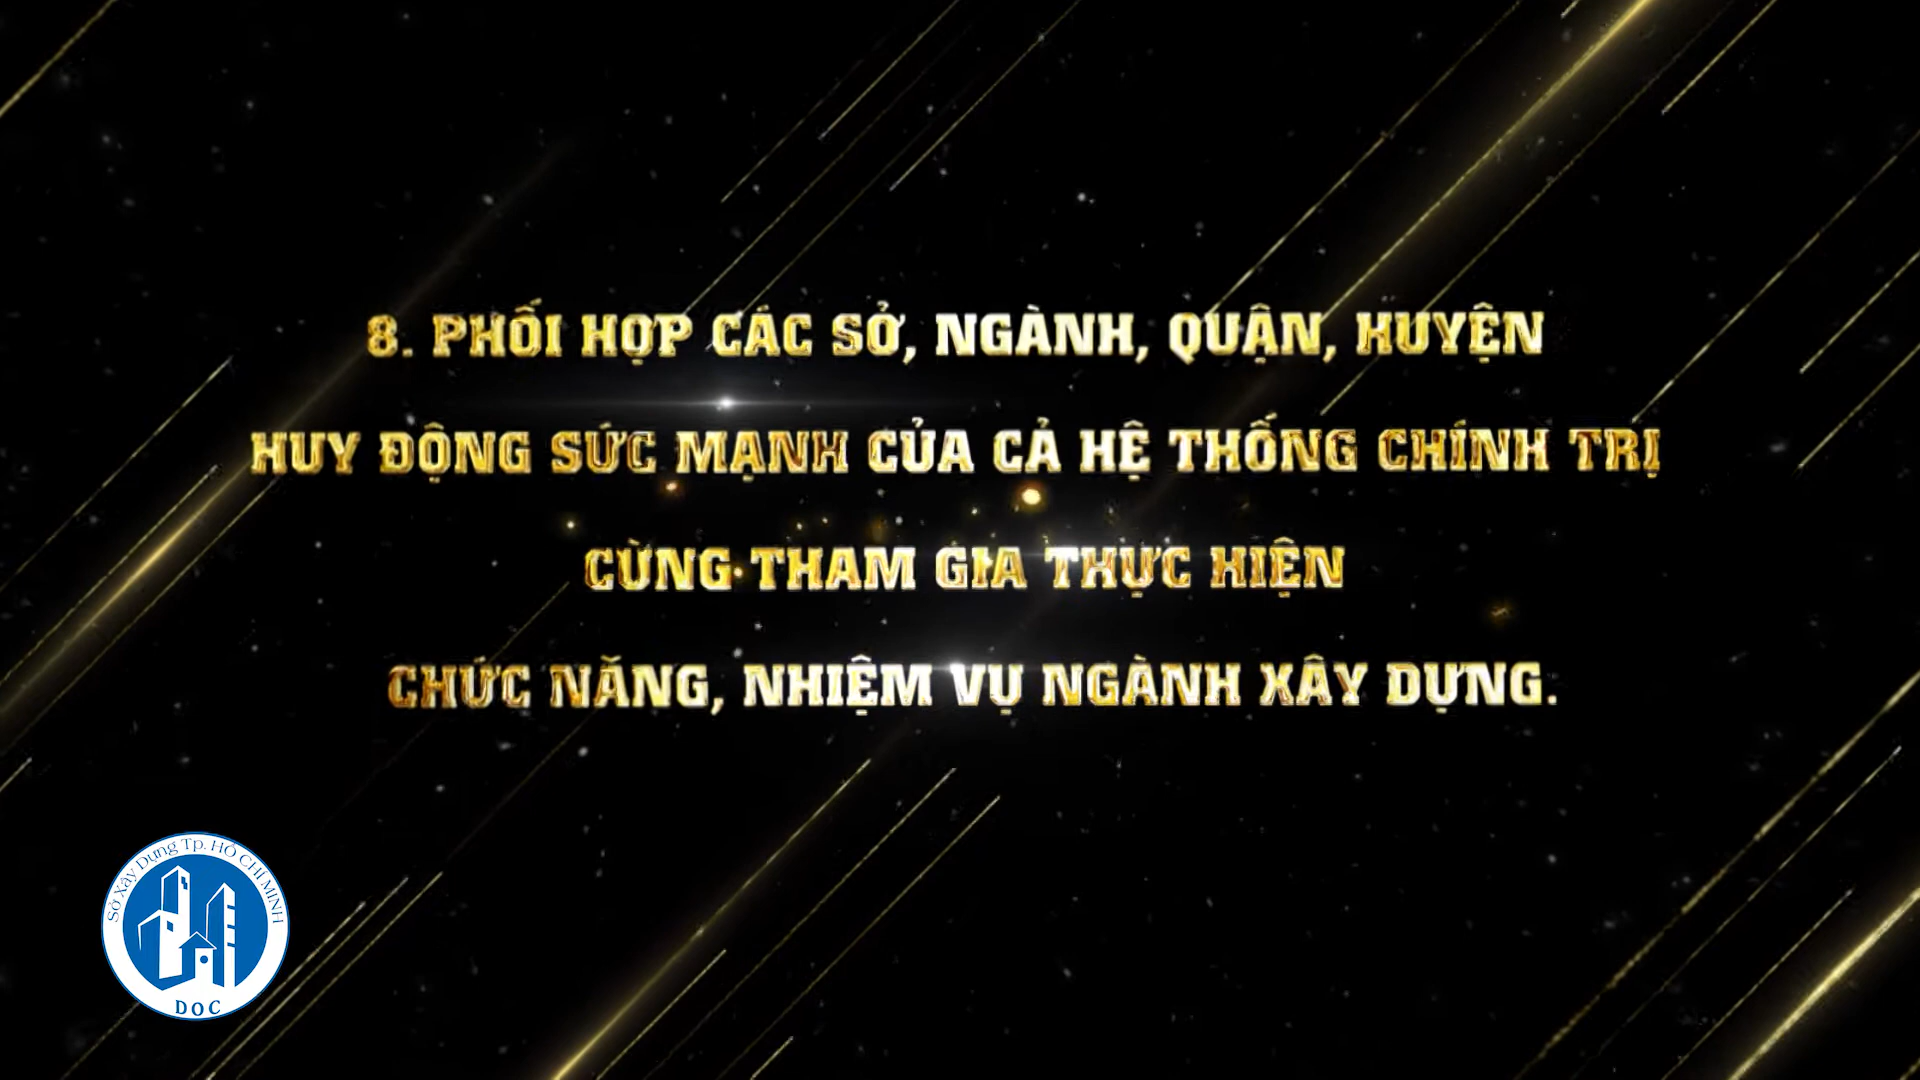 8. PHỐI HỢP CÁC SỞ, NGÀNH, QUẬN, HUYỆN
HUY ĐỘNG SỨC MẠNH CỦA CẢ HỆ THỐNG CHÍNH TRỊ
CÙNG THAM GIA THỰC HIỆN
CHỨC NĂNG, NHIỆM VỤ NGÀNH XÂY DỰNG.
Sở Xây Dựng Tp. HỒ CHÍ MINH
DOC